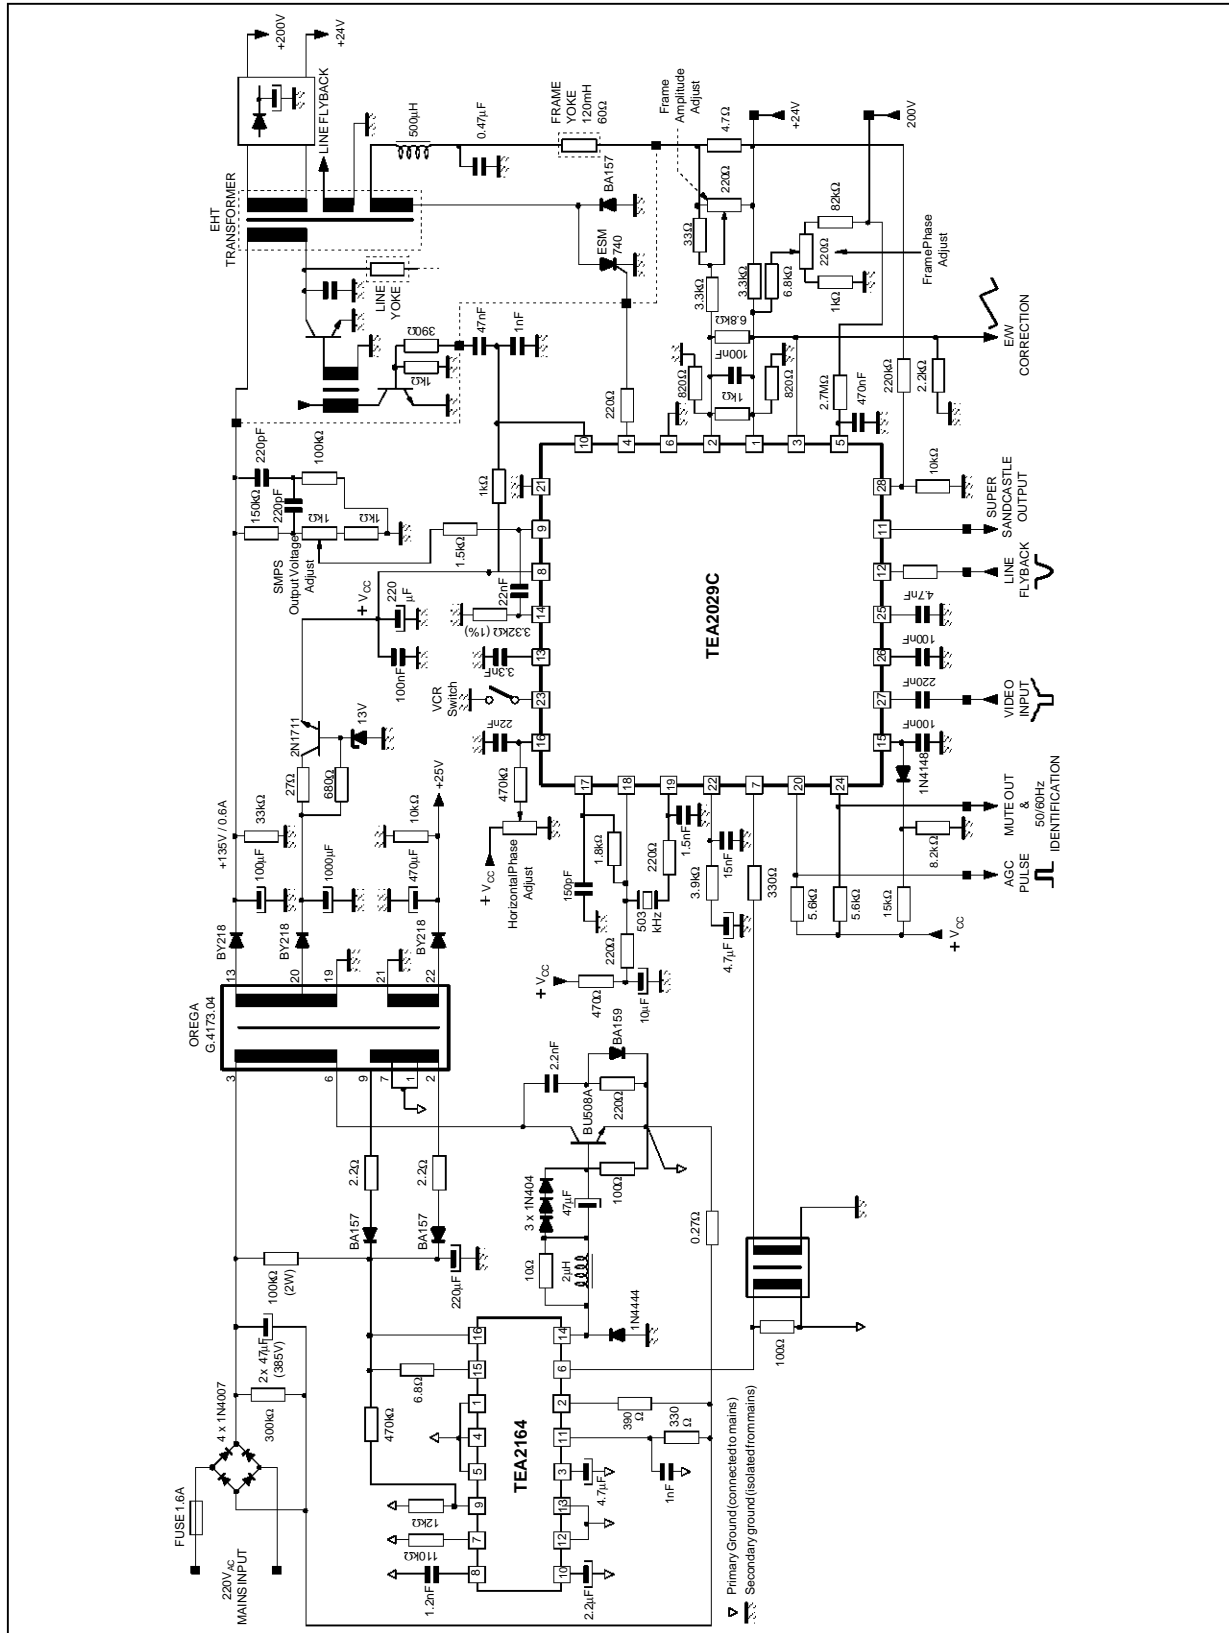 220V AC
MAINS INPUT
FUSE 1.6A
4 x 1N4007
300kΩ
2 x 47µF
(385V)
100kΩ
(2W)
BA157
2.2Ω
BA157
2.2Ω
220µF
OREGA
G.4173.04
3
6
9
7
1
2
13
20
19
21
22
BY218
BY218
BY218
+135V / 0.6A
100µF
33kΩ
1000µF
470µF
10kΩ
+25V
27Ω
680Ω
2N1711
13V
+ VCC
100nF
220
µF
SMPS
Output Voltage
Adjust
150kΩ
220pF
220pF
100kΩ
1kΩ
1kΩ
1.5kΩ
1kΩ
1kΩ
390Ω
47nF
1nF
LINE
YOKE
EHT
TRANSFORMER
+200V
+24V
LINE FLYBACK
500µH
0.47µF
FRAME
YOKE
120mH
60Ω
BA157
ESM
740
220Ω
Frame
Amplitude
Adjust
4.7Ω
220Ω
33Ω
3.3kΩ
3.3kΩ
6.8kΩ
6.8kΩ
+24V
200V
82kΩ
220Ω
1kΩ
Frame Phase
Adjust
820Ω
100nF
1kΩ
820Ω
2.7MΩ
470nF
220kΩ
2.2kΩ
E/W
CORRECTION
10kΩ
TEA2029C
10
4
6
2
1
3
5
21
9
8
14
13
23
16
17
18
19
22
7
20
24
28
11
12
25
26
27
15
22nF
3.32kΩ (1%)
3.3nF
VCR
Switch
22nF
470kΩ
+ VCC
Horizontal Phase
Adjust
150pF
1.8kΩ
503
kHz
220Ω
1.5nF
220Ω
+ VCC
470Ω
10µF
3.9kΩ
15nF
4.7µF
330Ω
5.6kΩ
5.6kΩ
15kΩ
+ VCC
8.2kΩ
1N4148
100nF
220nF
100nF
4.7nF
SUPER
SANDCASTLE
OUTPUT
LINE
FLYBACK
VIDEO
INPUT
MUTE OUT
&
50/60Hz
IDENTIFICATION
AGC
PULSE
2.2nF
BA159
BU508A
220Ω
100Ω
3 x 1N404
47µF
10Ω
2µH
1N4444
0.27Ω
100Ω
TEA2164
16
15
1
4
5
9
7
8
14
6
2
11
3
13
12
10
6.8Ω
470kΩ
12kΩ
110kΩ
1.2nF
2.2µF
4.7µF
1nF
390
Ω
330
Ω
Primary Ground (connected to mains)
Secondary ground (isolated from mains)